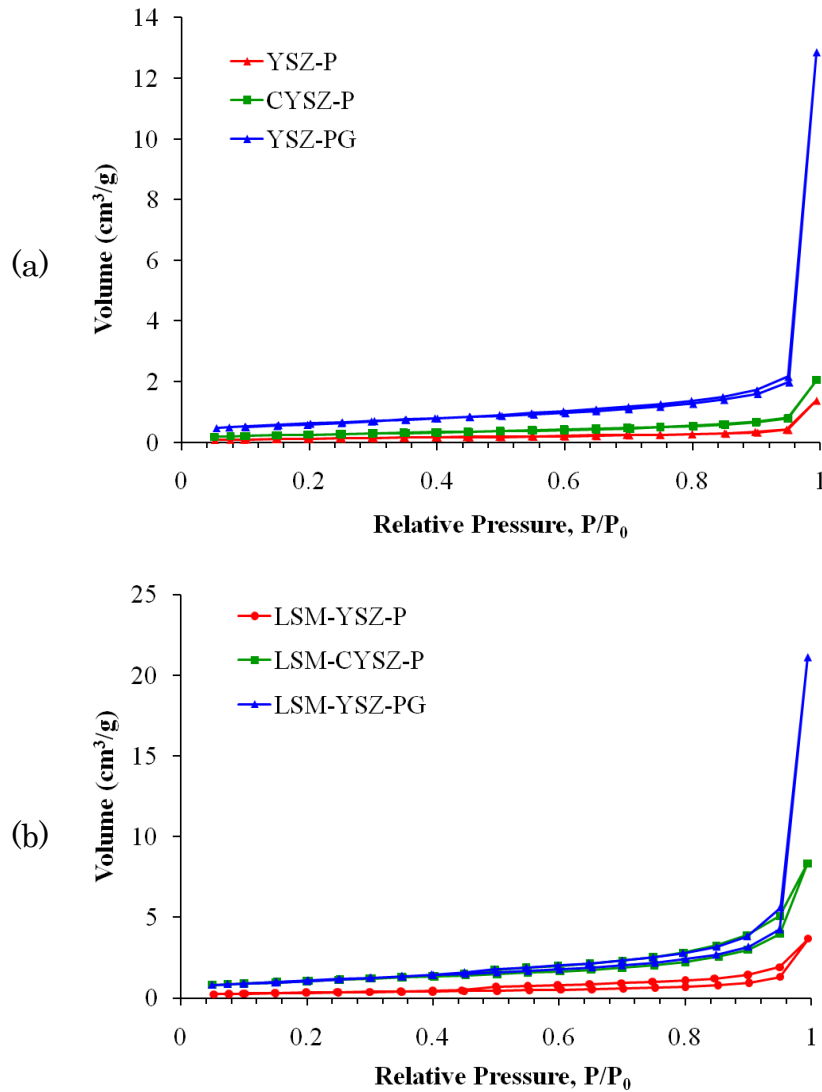 (a)
Volume (cm³/g)
14
12
10
8
6
4
2
0
YSZ-P
CYSZ-P
YSZ-PG
0 0.2 0.4 0.6 0.8 1
Relative Pressure, P/P₀
(b)
Volume (cm³/g)
25
20
15
10
5
0
LSM-YSZ-P
LSM-CYSZ-P
LSM-YSZ-PG
0 0.2 0.4 0.6 0.8 1
Relative Pressure, P/P₀